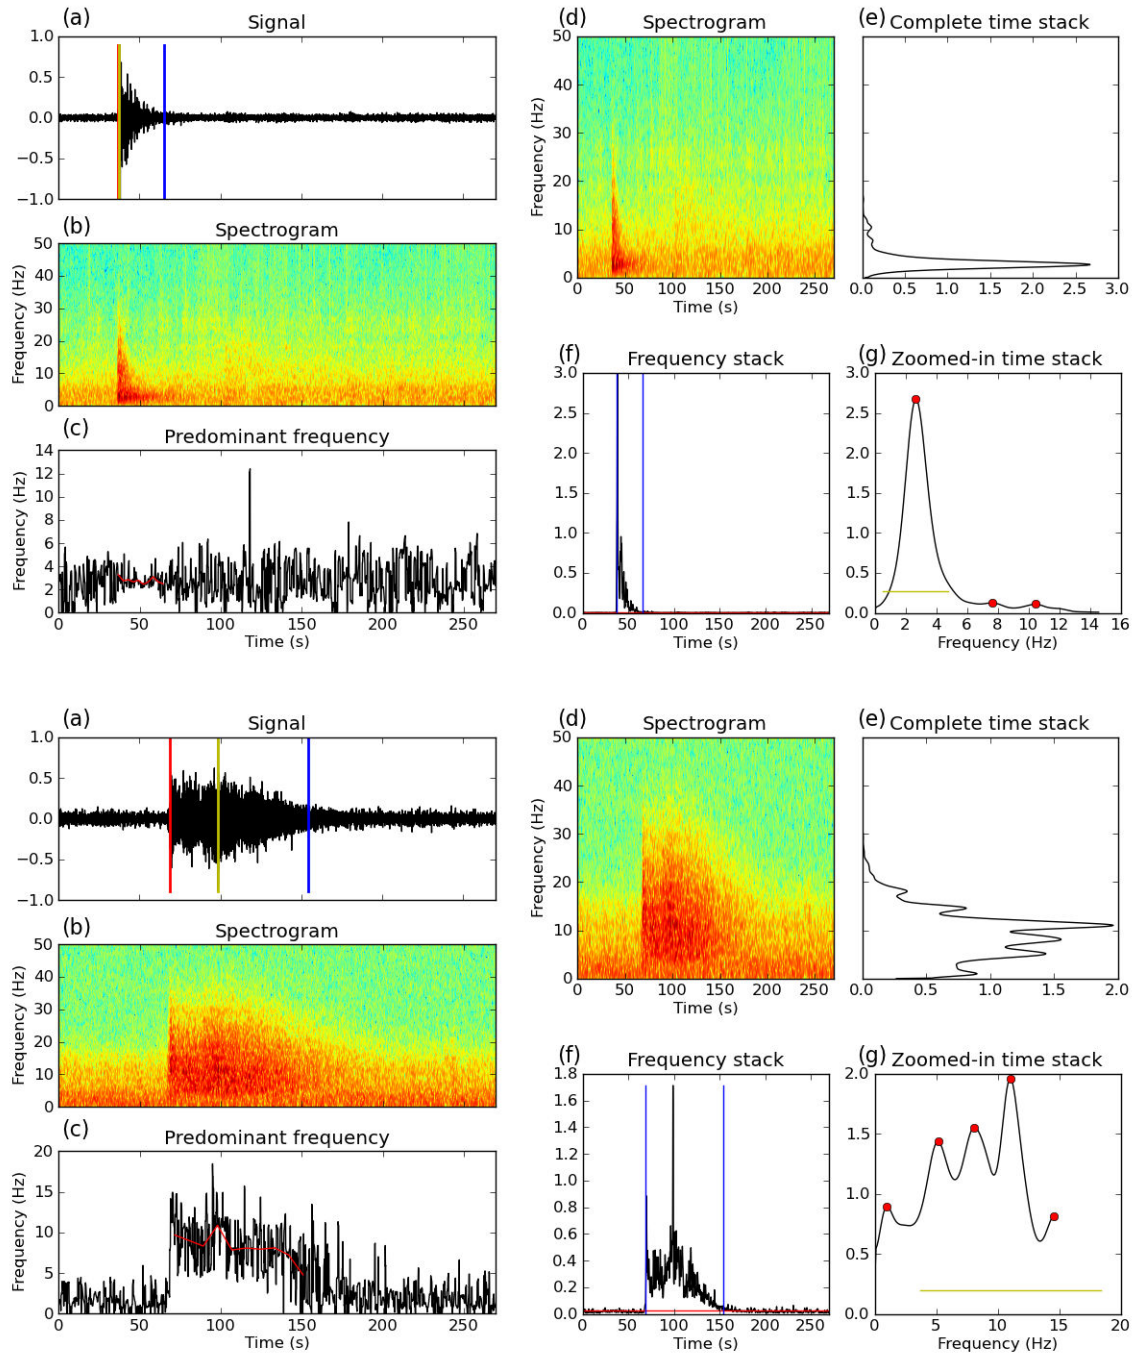 (a) Signal
1.0
0.5
0.0
−0.5
−1.0
(b) Spectrogram
Frequency (Hz)
50
40
30
20
10
0
(c) Predominant frequency
Frequency (Hz)
14
12
10
8
6
4
2
0
0 50 100 150 200 250
Time (s)
(d) Spectrogram
Frequency (Hz)
50
40
30
20
10
0
0 50 100 150 200 250
Time (s)
(e) Complete time stack
0.0 0.5 1.0 1.5 2.0 2.5 3.0
(f) Frequency stack
3.0
2.5
2.0
1.5
1.0
0.5
0.0
0 50 100 150 200 250
Time (s)
(g) Zoomed-in time stack
3.0
2.5
2.0
1.5
1.0
0.5
0.0
0 2 4 6 8 10 12 14 16
Frequency (Hz)
(a) Signal
1.0
0.5
0.0
−0.5
−1.0
(b) Spectrogram
Frequency (Hz)
50
40
30
20
10
0
(c) Predominant frequency
Frequency (Hz)
20
15
10
5
0
0 50 100 150 200 250
Time (s)
(d) Spectrogram
Frequency (Hz)
50
40
30
20
10
0
0 50 100 150 200 250
Time (s)
(e) Complete time stack
0.0 0.5 1.0 1.5 2.0
(f) Frequency stack
1.8
1.6
1.4
1.2
1.0
0.8
0.6
0.4
0.2
0.0
0 50 100 150 200 250
Time (s)
(g) Zoomed-in time stack
2.0
1.5
1.0
0.5
0.0
0 5 10 15 20
Frequency (Hz)